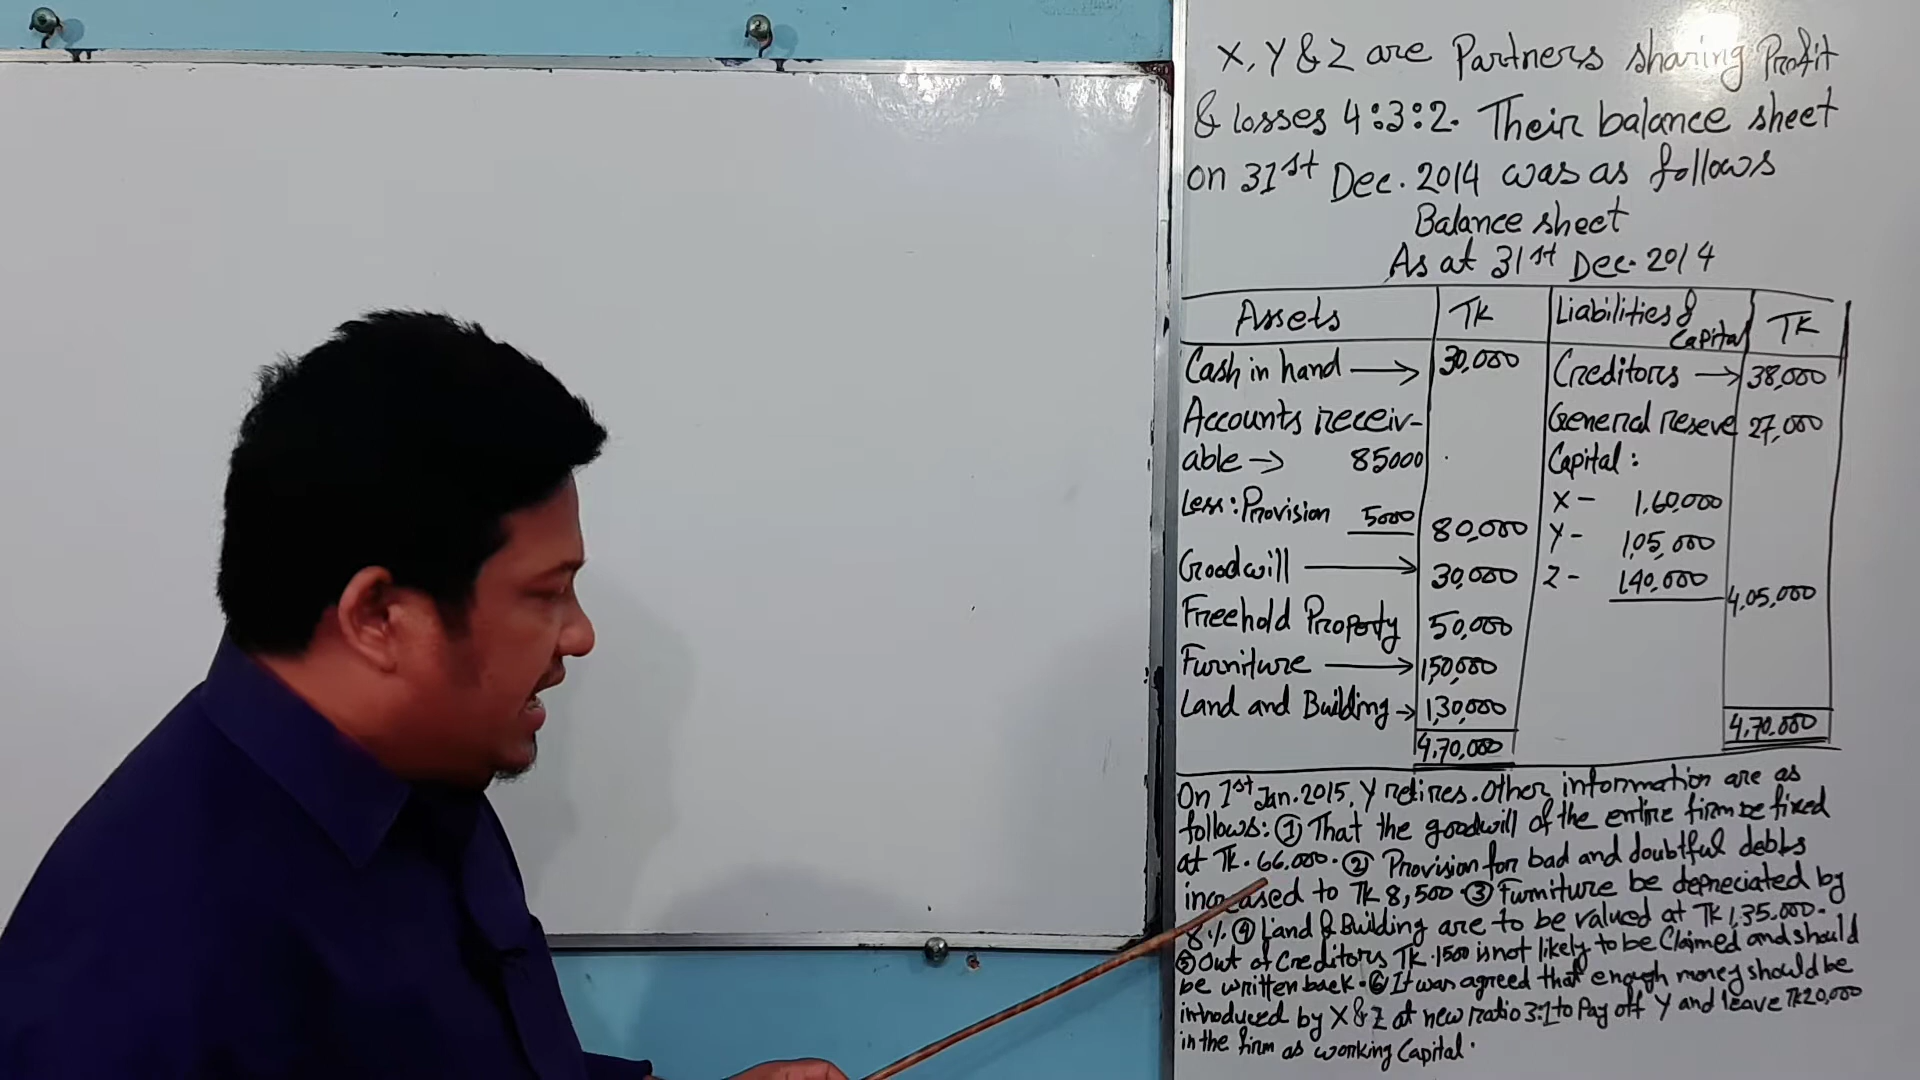 X, Y & Z are Partners sharing Profit
& losses 4:3:2. Their balance sheet
on 31st Dec. 2014 was as follows
Balance sheet
As at 31st Dec. 2014
Assets TK Liabilities & Capital TK
Cash in hand → 30,000 Creditors → 38,000
Accounts receiv- General reseve 27,000
able → 85000 Capital:
Less: Provision 5000 80,000 X - 1,60,000
Y - 1,05,000
Goodwill → 30,000 Z - 1,40,000 4,05,000
Freehold Property 50,000
Furniture → 1,50,000
Land and Building → 1,30,000
4,70,000 4,70,000
On 1st Jan. 2015, Y retires. Other information are as
follows: ① That the goodwill of the entire firm be fixed
at TK. 66,000. ② Provision for bad and doubtful debts
increased to TK 8,500 ③ Furniture be depreciated by
8% ④ Land & Building are to be valued at TK 1,35,000.
⑤ Out of Creditors TK. 1500 is not likely to be Claimed and should
be written back. ⑥ It was agreed that enough money should be
introduced by X & Z at new ratio 3:1 to Pay off Y and leave TK 20,000
in the firm as working Capital.